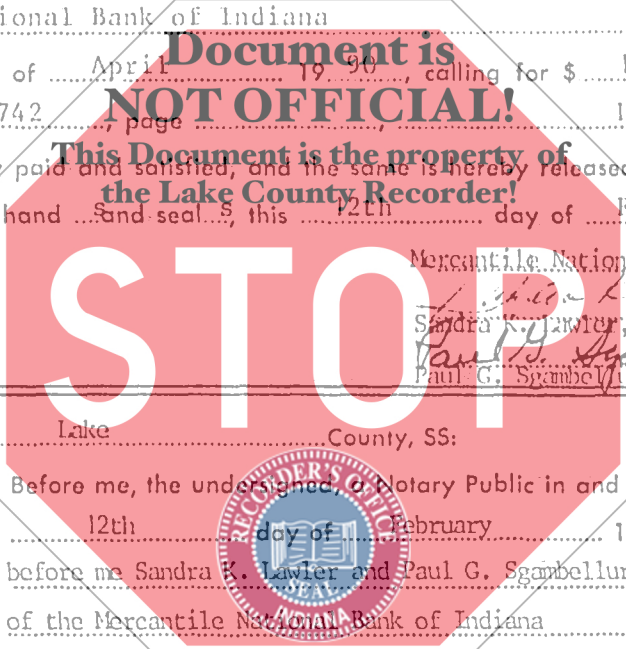 ional Bank of Indiana
Document is
of April 19 90, calling for $
NOT OFFICIAL!
742, page
This Document is the property of
paid and satisfied, and the same is hereby released
the Lake County Recorder!
hand s and seal s, this 12th day of
STOP
Mercantile Nation
Sandra K. Lawler,
Paul G. Sgambellu
Lake County, SS:
Before me, the undersigned, a Notary Public in and
12th day of February 1
before me Sandra K. Lawler and Paul G. Sgambellur
of the Mercantile National Bank of Indiana
RECORDER'S OFFICE
SEAL
INDIANA